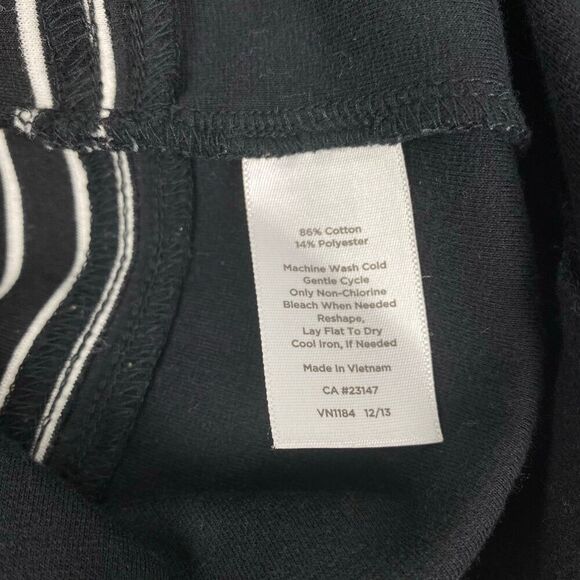 86% Cotton
14% Polyester
Machine Wash Cold
Gentle Cycle
Only Non-Chlorine
Bleach When Needed
Reshape,
Lay Flat To Dry
Cool Iron, If Needed
Made in Vietnam
CA #23147
VN1184 12/13